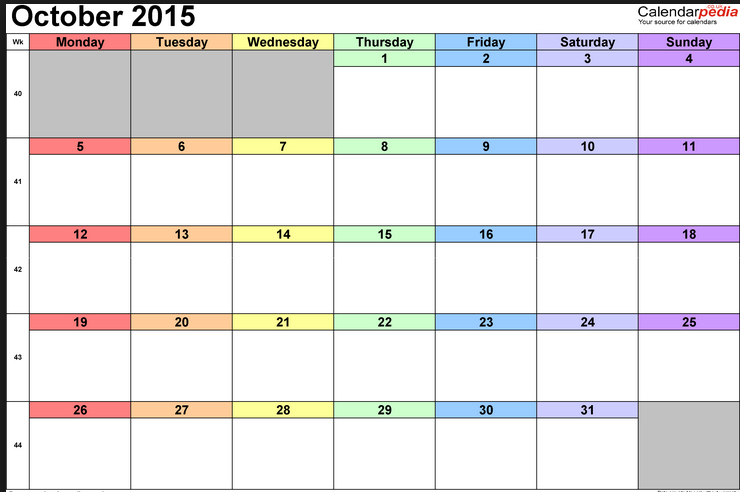 October 2015
Calendarpedia
co.uk
Your source for calendars
Wk Monday Tuesday Wednesday Thursday Friday Saturday Sunday
1 2 3 4
40
5 6 7 8 9 10 11
41
12 13 14 15 16 17 18
42
19 20 21 22 23 24 25
43
26 27 28 29 30 31
44